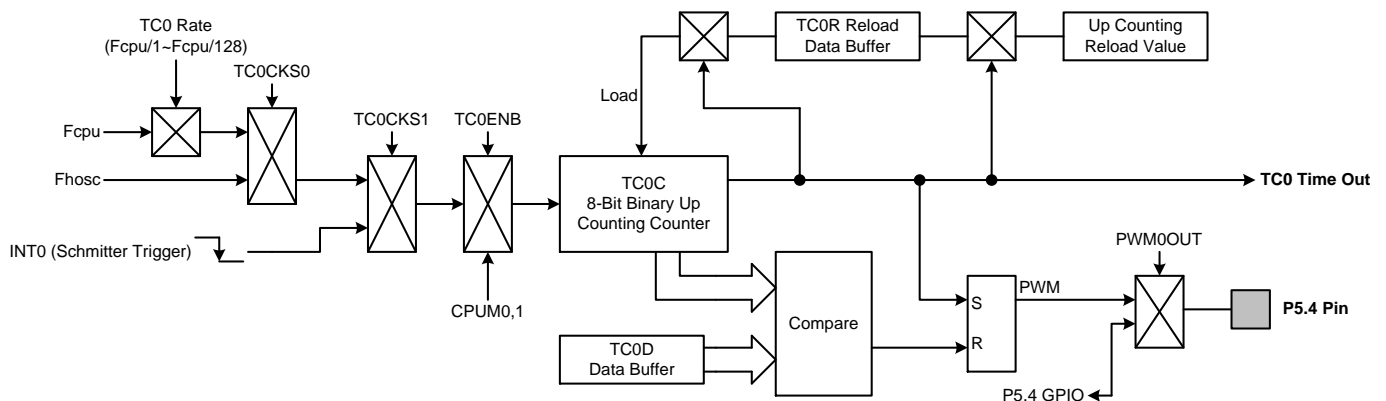 TC0 Rate
(Fcpu/1~Fcpu/128)
TC0CKS0
Fcpu
Fhosc
INT0 (Schmitter Trigger)
TC0CKS1
TC0ENB
CPUM0,1
Load
TC0R Reload
Data Buffer
Up Counting
Reload Value
TC0C
8-Bit Binary Up
Counting Counter
TC0 Time Out
TC0D
Data Buffer
Compare
S
R
PWM
PWM0OUT
P5.4 Pin
P5.4 GPIO